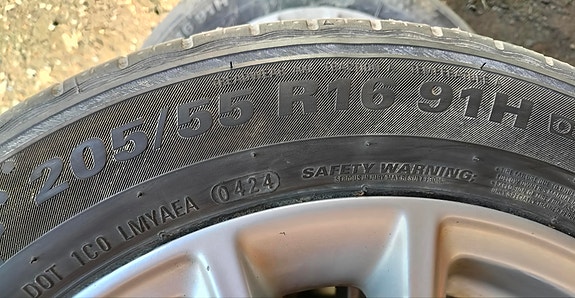 205/55 R16 91H
DOT 1C0 LMYAEA 0424
SAFETY WARNING: